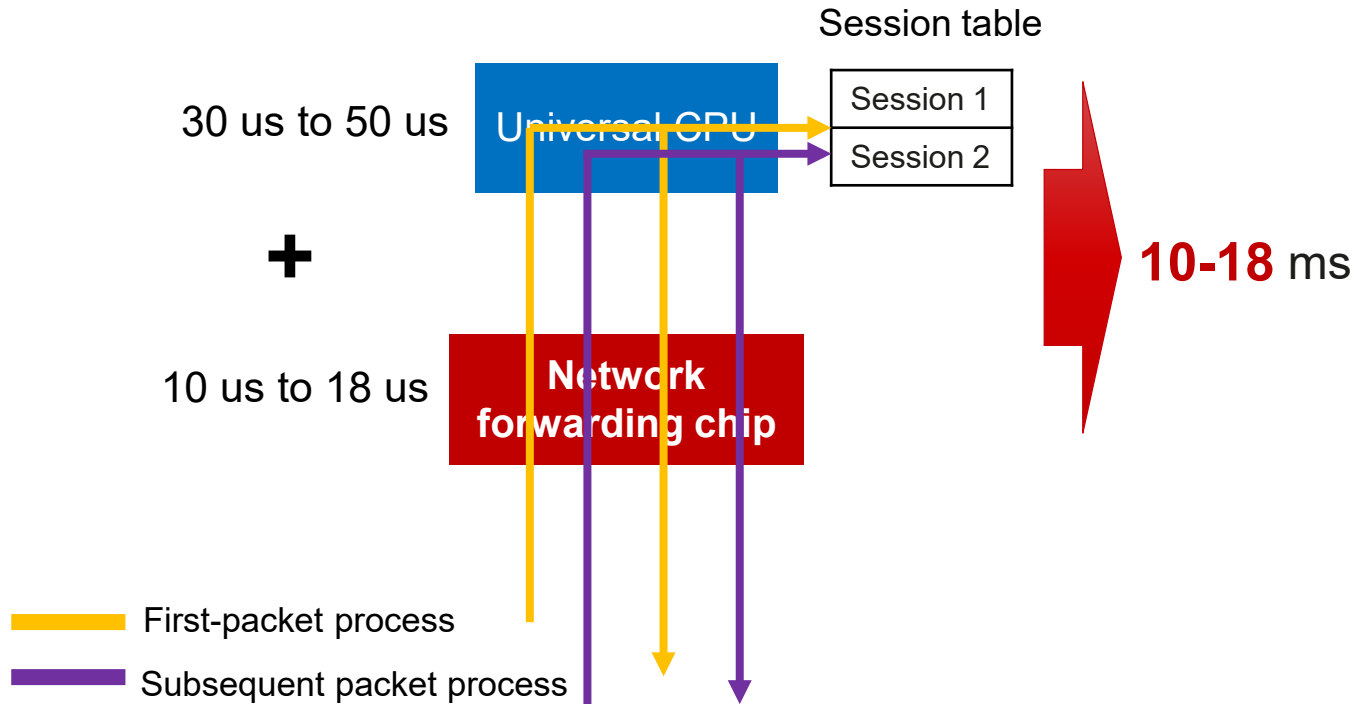 Session table
Session 1
30 us to 50 us
Universal CPU
Session 2
+
10-18 ms
10 us to 18 us
Network
forwarding chip
First-packet process
Subsequent packet process